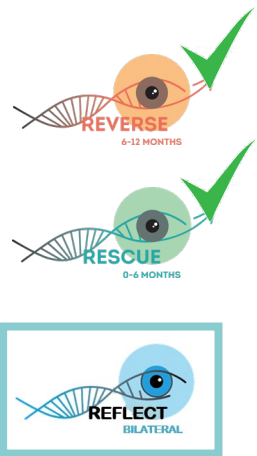 REVERSE
6-12 MONTHS
RESCUE
0-6 MONTHS
REFLECT
BILATERAL